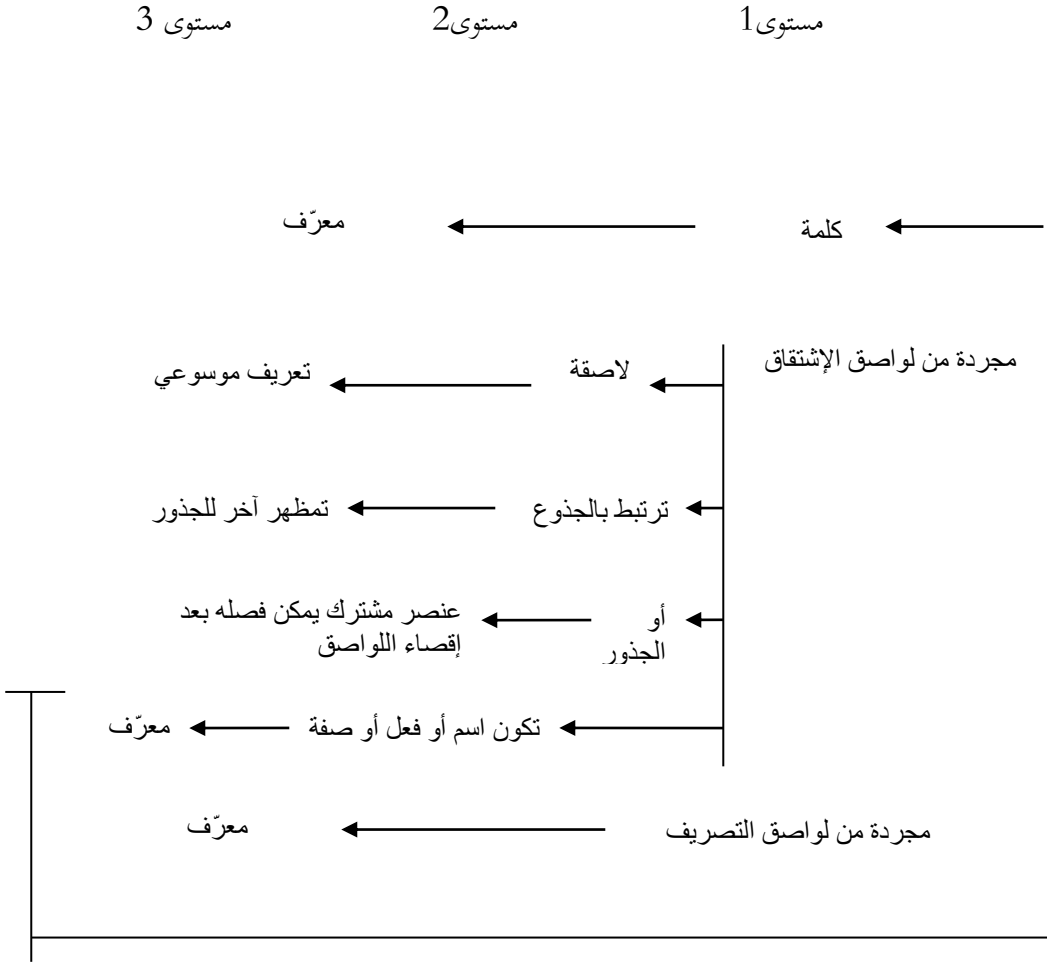 مستوى1 مستوى2 مستوى 3
كلمة معرّف
مجردة من لواصق الإشتقاق لاصقة تعريف موسوعي
ترتبط بالجذوع تمظهر آخر للجذور
أو عنصر مشترك يمكن فصله بعد
الجذور إقصاء اللواصق
تكون اسم أو فعل أو صفة معرّف
مجردة من لواصق التصريف معرّف